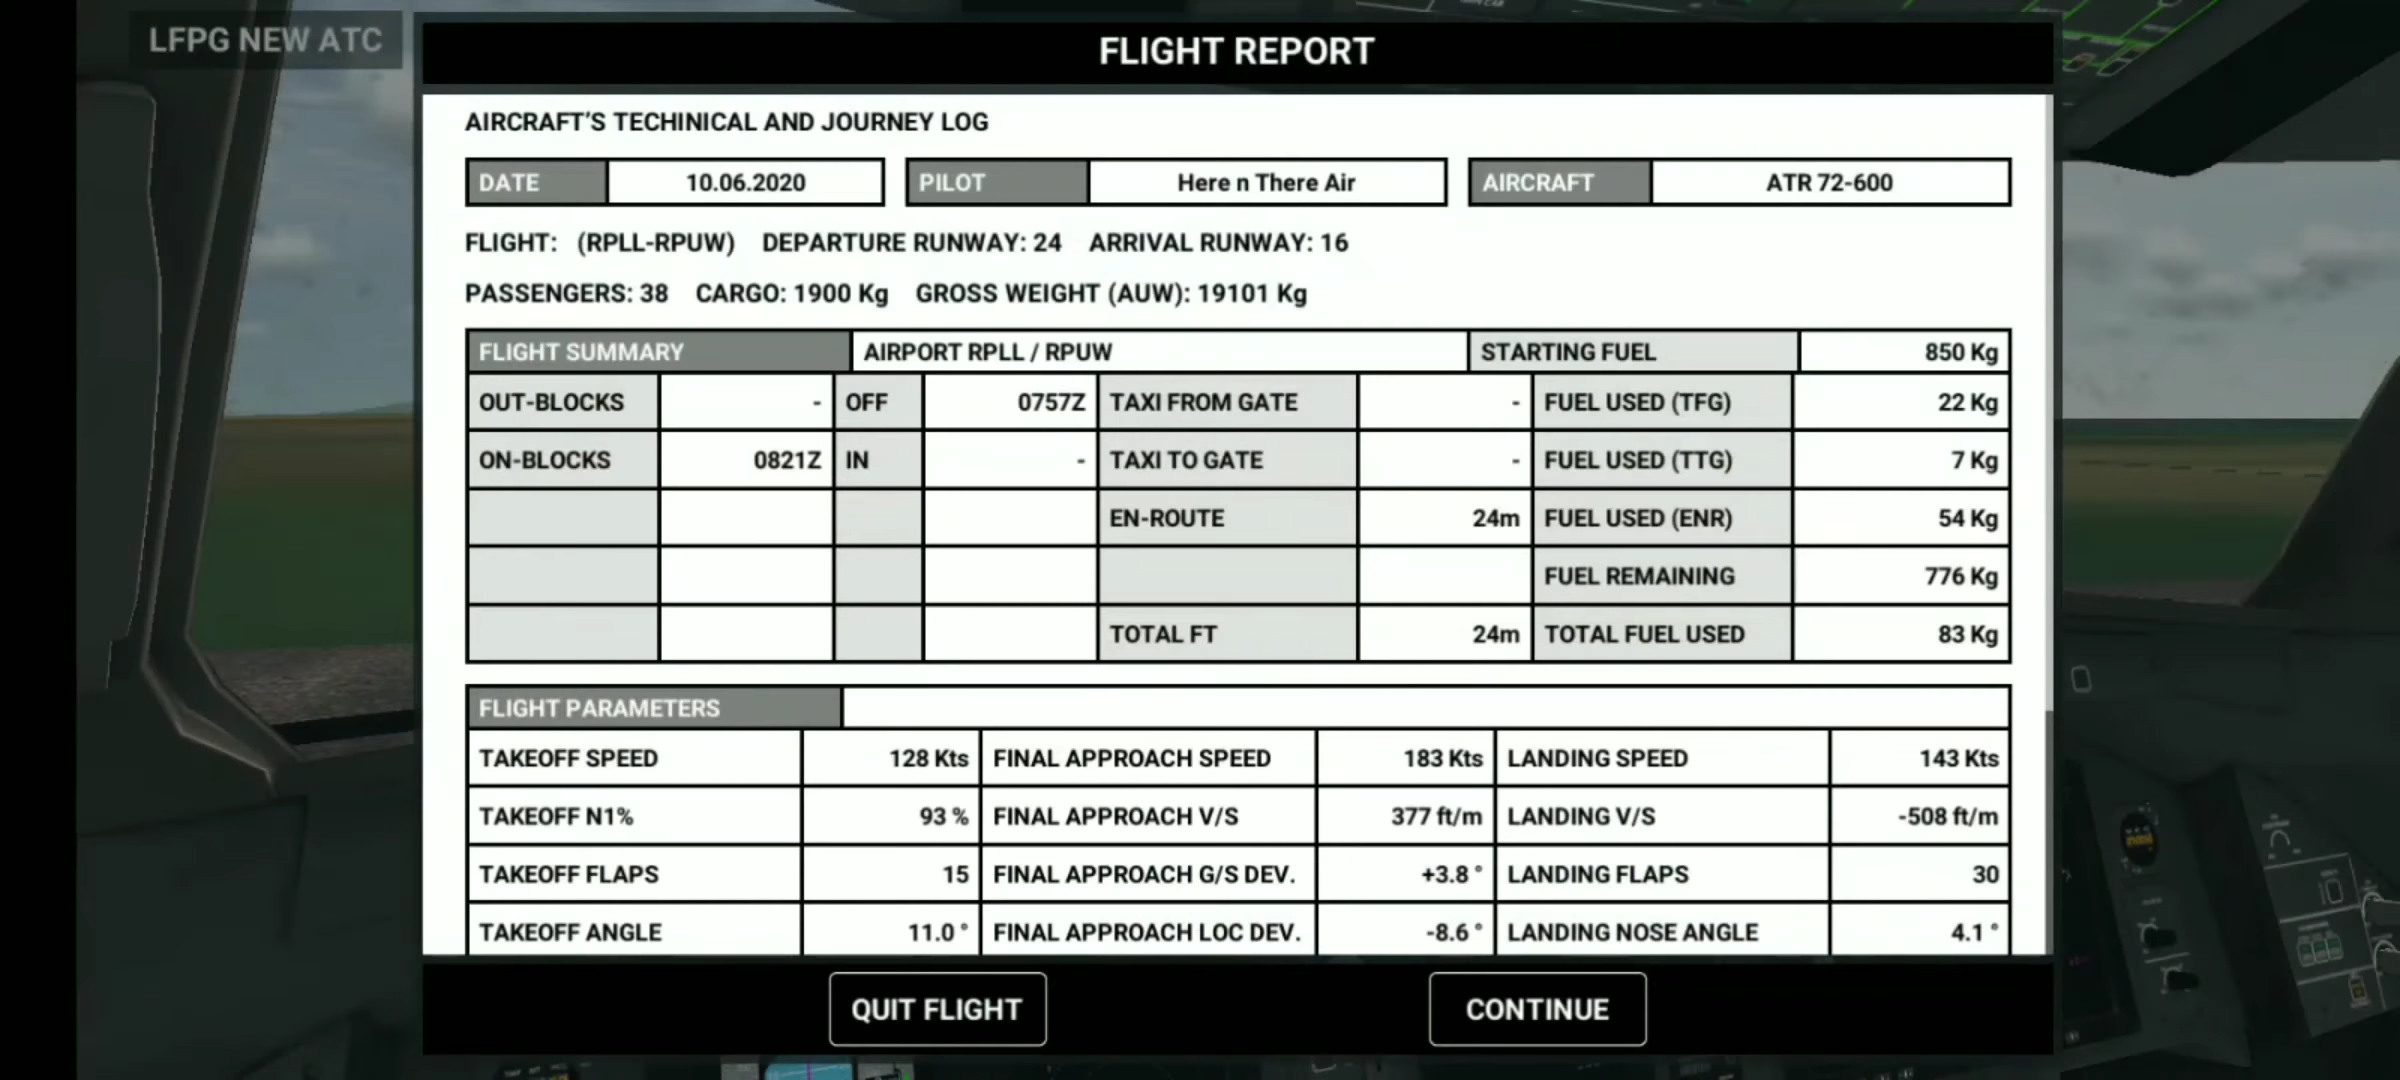 LFPG NEW ATC
FLIGHT REPORT
AIRCRAFT'S TECHINICAL AND JOURNEY LOG
DATE 10.06.2020 PILOT Here n There Air AIRCRAFT ATR 72-600
FLIGHT: (RPLL-RPUW) DEPARTURE RUNWAY: 24 ARRIVAL RUNWAY: 16
PASSENGERS: 38 CARGO: 1900 Kg GROSS WEIGHT (AUW): 19101 Kg
FLIGHT SUMMARY AIRPORT RPLL / RPUW STARTING FUEL 850 Kg
OUT-BLOCKS - OFF 0757Z TAXI FROM GATE - FUEL USED (TFG) 22 Kg
ON-BLOCKS 0821Z IN - TAXI TO GATE - FUEL USED (TTG) 7 Kg
EN-ROUTE 24m FUEL USED (ENR) 54 Kg
FUEL REMAINING 776 Kg
TOTAL FT 24m TOTAL FUEL USED 83 Kg
FLIGHT PARAMETERS
TAKEOFF SPEED 128 Kts FINAL APPROACH SPEED 183 Kts LANDING SPEED 143 Kts
TAKEOFF N1% 93 % FINAL APPROACH V/S 377 ft/m LANDING V/S -508 ft/m
TAKEOFF FLAPS 15 FINAL APPROACH G/S DEV. +3.8 ° LANDING FLAPS 30
TAKEOFF ANGLE 11.0 ° FINAL APPROACH LOC DEV. -8.6 ° LANDING NOSE ANGLE 4.1 °
QUIT FLIGHT CONTINUE